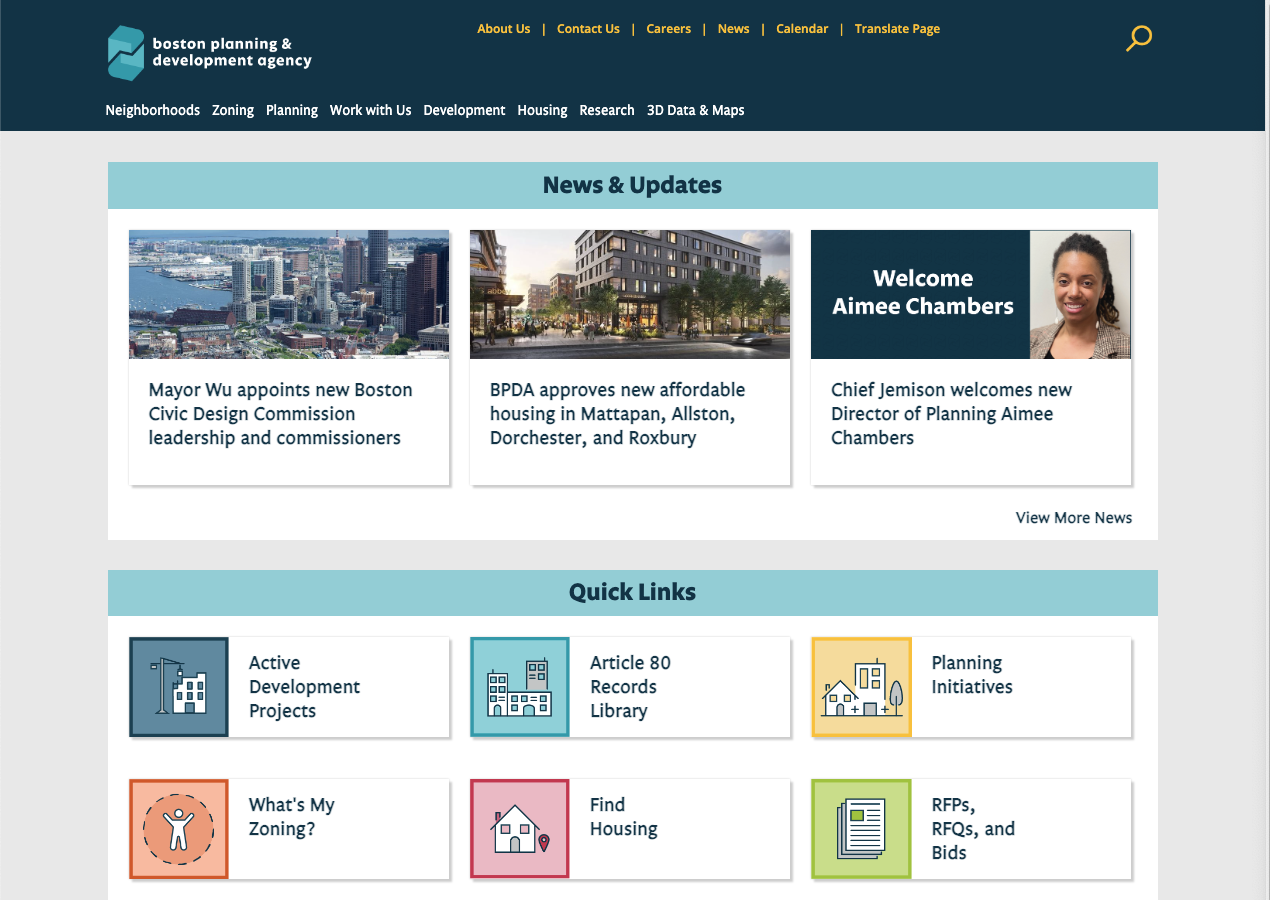 About Us | Contact Us | Careers | News | Calendar | Translate Page
boston planning &
development agency
Neighborhoods Zoning Planning Work with Us Development Housing Research 3D Data & Maps
News & Updates
Welcome
Aimee Chambers
Mayor Wu appoints new Boston
Civic Design Commission
leadership and commissioners
BPDA approves new affordable
housing in Mattapan, Allston,
Dorchester, and Roxbury
Chief Jemison welcomes new
Director of Planning Aimee
Chambers
View More News
Quick Links
Active
Development
Projects
Article 80
Records
Library
Planning
Initiatives
What's My
Zoning?
Find
Housing
RFPs,
RFQs, and
Bids